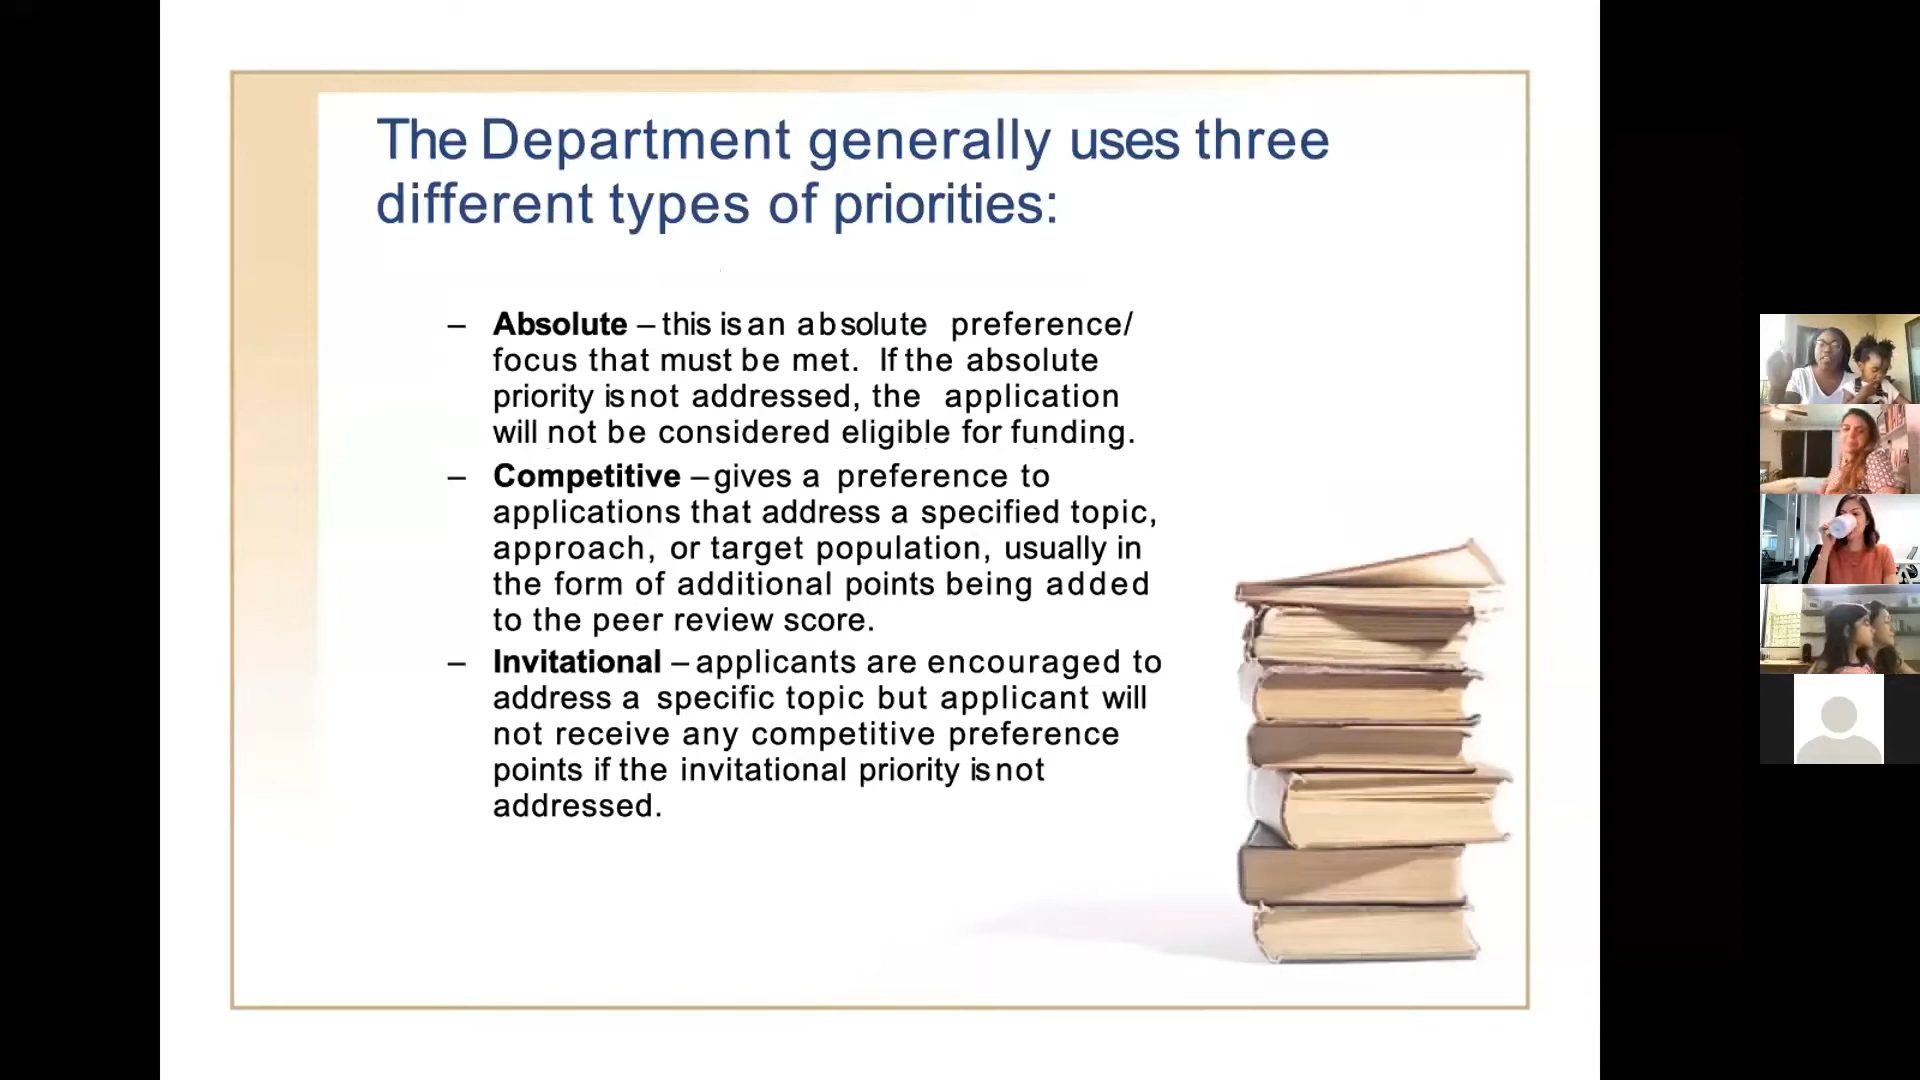 The Department generally uses three
different types of priorities:
– Absolute – this is an absolute preference/
focus that must be met. If the absolute
priority is not addressed, the application
will not be considered eligible for funding.
– Competitive – gives a preference to
applications that address a specified topic,
approach, or target population, usually in
the form of additional points being added
to the peer review score.
– Invitational – applicants are encouraged to
address a specific topic but applicant will
not receive any competitive preference
points if the invitational priority is not
addressed.